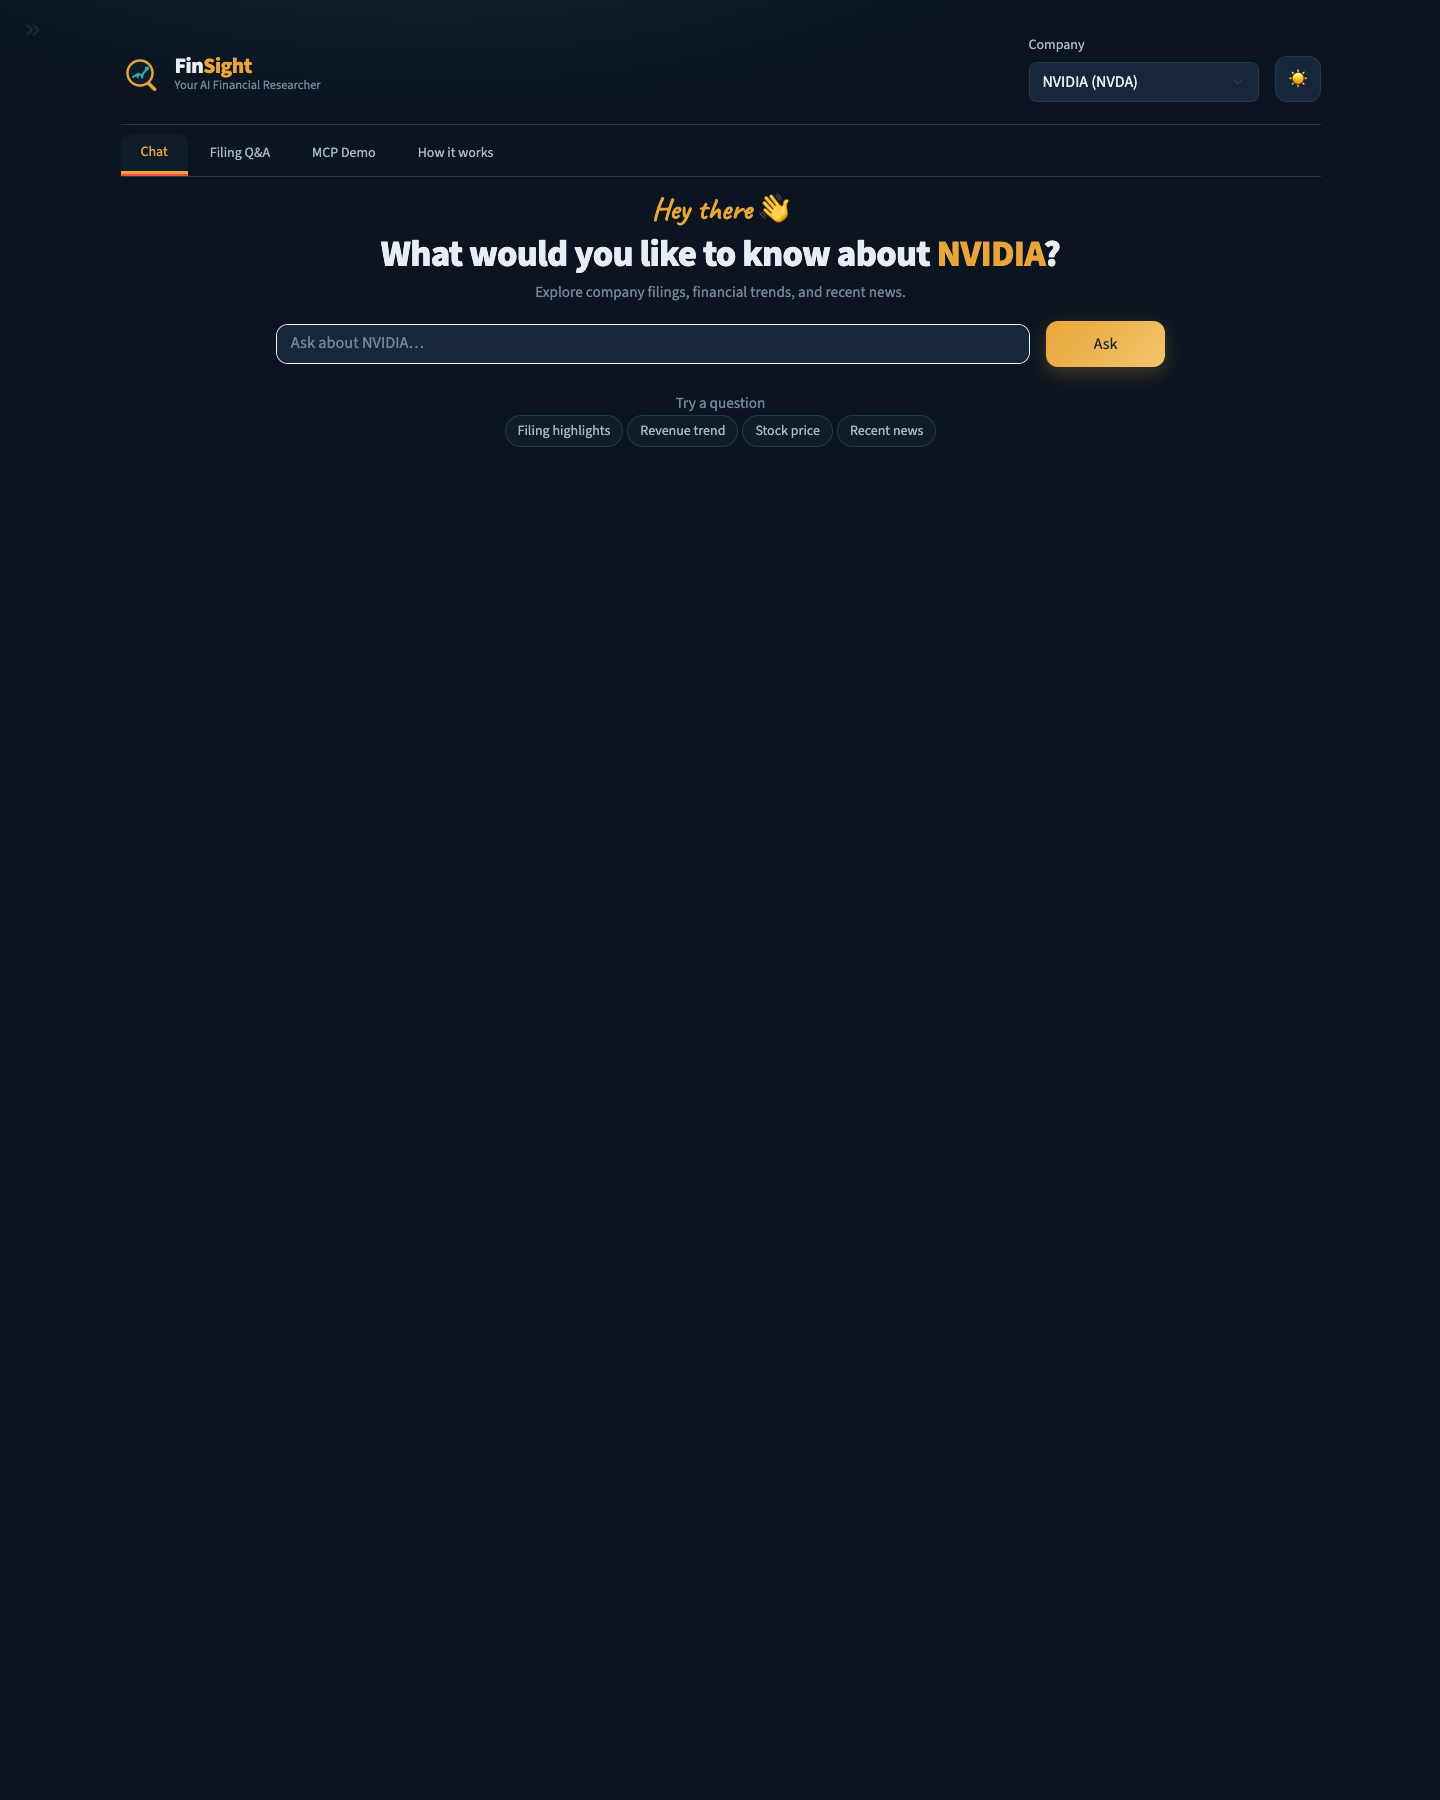 FinSight
Your AI Financial Researcher
Company
NVIDIA (NVDA)
Chat
Filing Q&A
MCP Demo
How it works
Hey there 👋
What would you like to know about NVIDIA?
Explore company filings, financial trends, and recent news.
Ask about NVIDIA...
Ask
Try a question
Filing highlights
Revenue trend
Stock price
Recent news